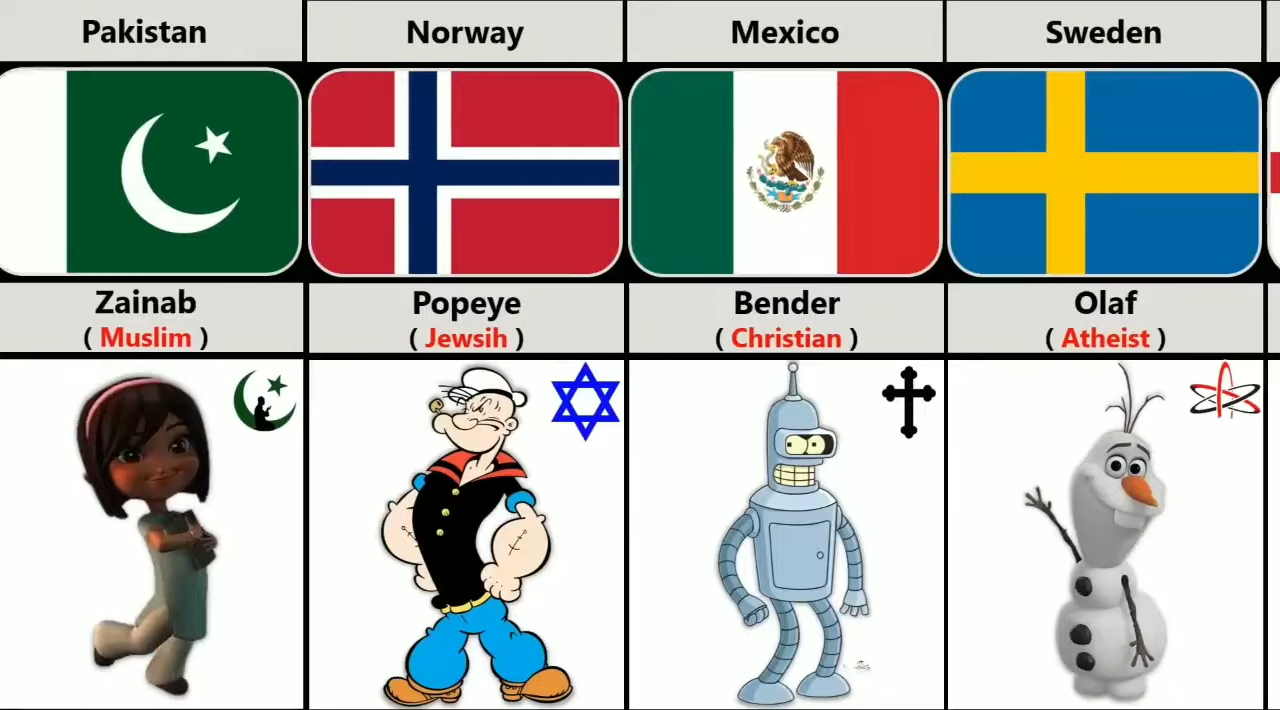 Pakistan
Norway
Mexico
Sweden
Zainab
( Muslim )
Popeye
( Jewsih )
Bender
( Christian )
Olaf
( Atheist )